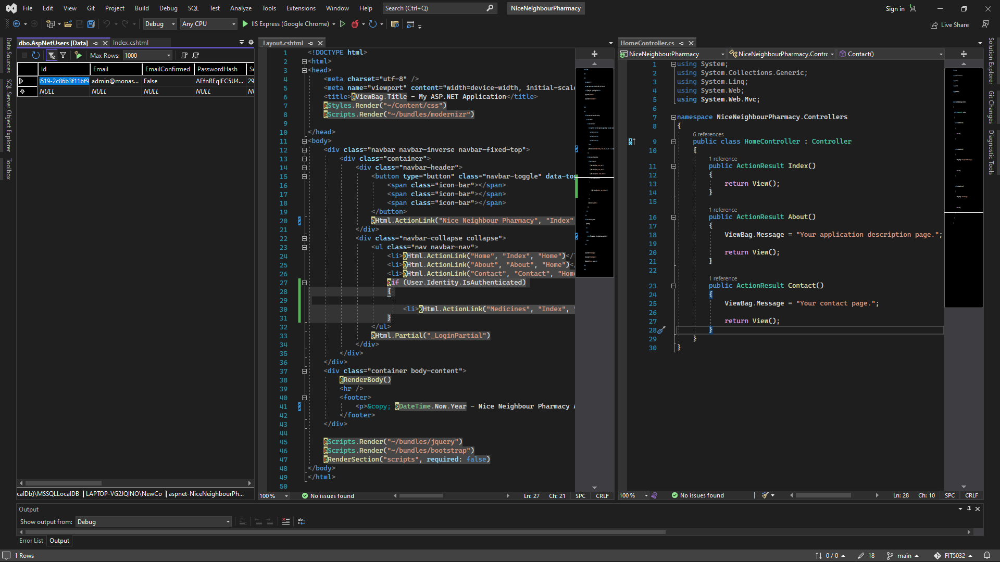 File Edit View Git Project Build Debug SQL Test Analyze Tools Extensions Window Help Search (Ctrl+Q) NiceNeighbourPharmacy Sign in
Debug Any CPU IIS Express (Google Chrome) Live Share
Data Sources
SQL Server Object Explorer
Toolbox
dbo.AspNetUsers [Data] Index.cshtml
Max Rows: 1000
Id Email EmailConfirmed PasswordHash Se
3519-2c86b3f11bf9 admin@monas... False AEfnREqIFC5U4... 29
NULL NULL NULL NULL NU
calDb)\MSSQLLocalDB LAPTOP-VG2JQINO\NewCo aspnet-NiceNeighbourPh...
_Layout.cshtml
1 <!DOCTYPE html>
2 <html>
3 <head>
4 <meta charset="utf-8" />
5 <meta name="viewport" content="width=device-width, initial-scale
6 <title>@ViewBag.Title - My ASP.NET Application</title>
7 @Styles.Render("~/Content/css")
8 @Scripts.Render("~/bundles/modernizr")
9
10 </head>
11 <body>
12 <div class="navbar navbar-inverse navbar-fixed-top">
13 <div class="container">
14 <div class="navbar-header">
15 <button type="button" class="navbar-toggle" data-tog
16 <span class="icon-bar"></span>
17 <span class="icon-bar"></span>
18 <span class="icon-bar"></span>
19 </button>
20 @Html.ActionLink("Nice Neighbour Pharmacy", "Index"
21 </div>
22 <div class="navbar-collapse collapse">
23 <ul class="nav navbar-nav">
24 <li>@Html.ActionLink("Home", "Index", "Home")</l
25 <li>@Html.ActionLink("About", "About", "Home")<
26 <li>@Html.ActionLink("Contact", "Contact", "Home
27 @if (User.Identity.IsAuthenticated)
28 {
29
30 <li>@Html.ActionLink("Medicines", "Index", "
31 }
32 </ul>
33 @Html.Partial("_LoginPartial")
34 </div>
35 </div>
36 </div>
37 <div class="container body-content">
38 @RenderBody()
39 <hr />
40 <footer>
41 <p>&copy; @DateTime.Now.Year - Nice Neighbour Pharmacy A
42 </footer>
43 </div>
44
45 @Scripts.Render("~/bundles/jquery")
46 @Scripts.Render("~/bundles/bootstrap")
47 @RenderSection("scripts", required: false)
48 </body>
49 </html>
50
100 % No issues found Ln: 27 Ch: 21 SPC CRLF
HomeController.cs
NiceNeighbourPharmacy NiceNeighbourPharmacy.Contrc Contact()
1 using System;
2 using System.Collections.Generic;
3 using System.Linq;
4 using System.Web;
5 using System.Web.Mvc;
6
7 namespace NiceNeighbourPharmacy.Controllers
8 {
6 references
9 public class HomeController : Controller
10 {
1 reference
11 public ActionResult Index()
12 {
13 return View();
14 }
15
1 reference
16 public ActionResult About()
17 {
18 ViewBag.Message = "Your application description page.";
19
20 return View();
21 }
22
1 reference
23 public ActionResult Contact()
24 {
25 ViewBag.Message = "Your contact page.";
26
27 return View();
28 }
29 }
30 }
100 % No issues found Ln: 28 Ch: 10 SPC CRLF
Solution Explorer
Git Changes
Diagnostic Tools
Output
Show output from: Debug
Error List Output
1 Rows 0 / 0 18 main FIT5032